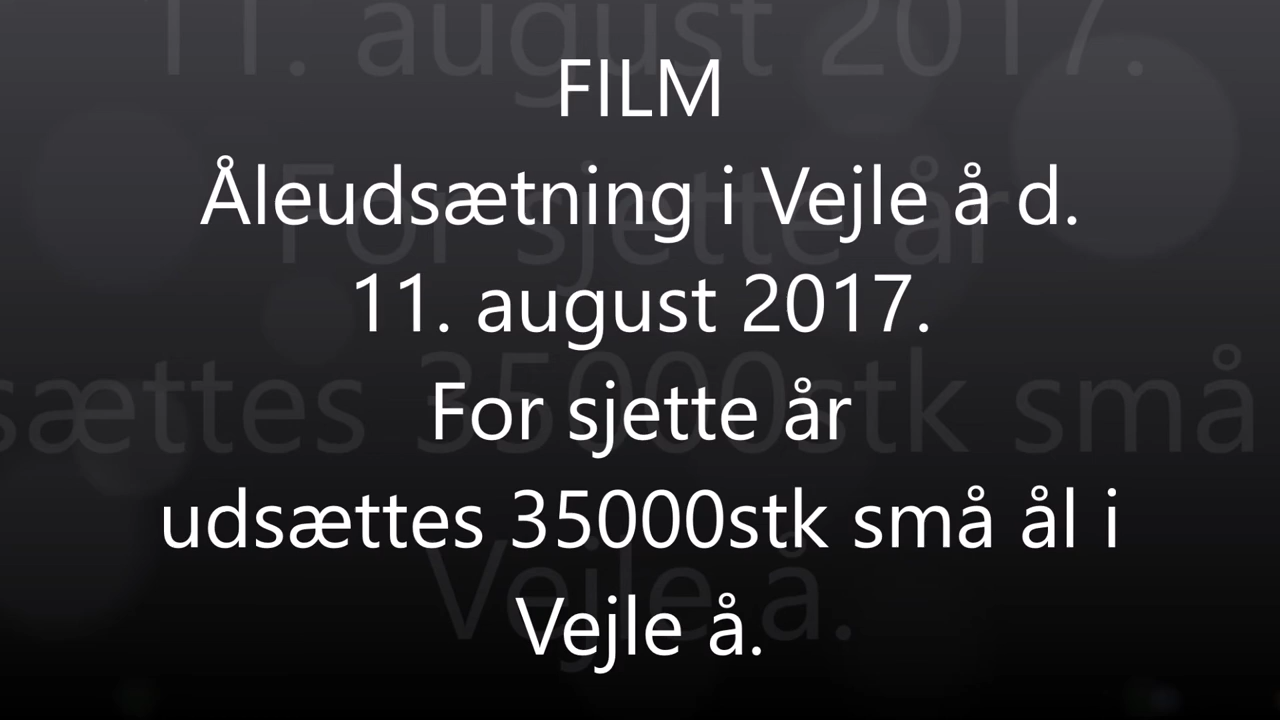 FILM
Åleudsætning i Vejle å d.
11. august 2017.
For sjette år
udsættes 35000stk små ål i
Vejle å.